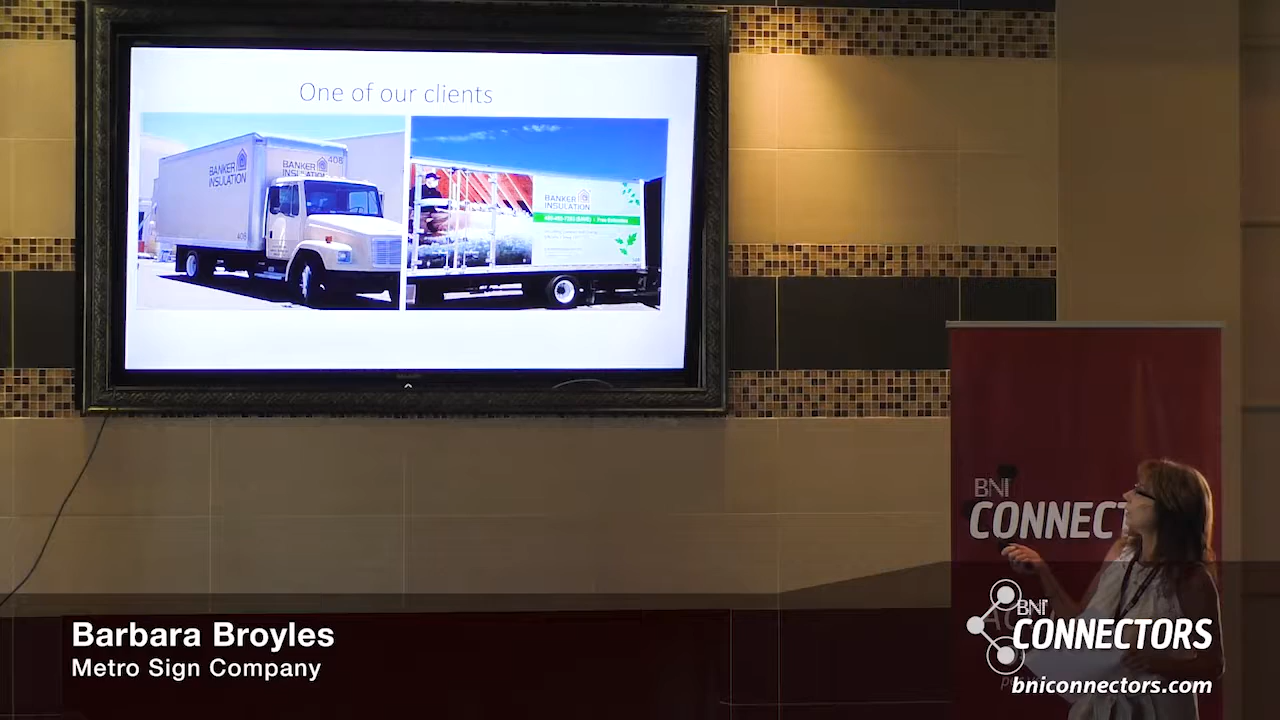 One of our clients
BANKER
INSULATION
BANKER
INSULATION
408
BANKER
INSULATION
Free Estimates
BNI
CONNECT
Barbara Broyles
Metro Sign Company
BNI
CONNECTORS
bniconnectors.com